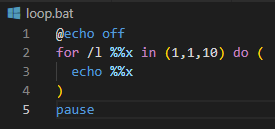 loop.bat
1 @echo off
2 for /l %%x in (1,1,10) do (
3 echo %%x
4 )
5 pause